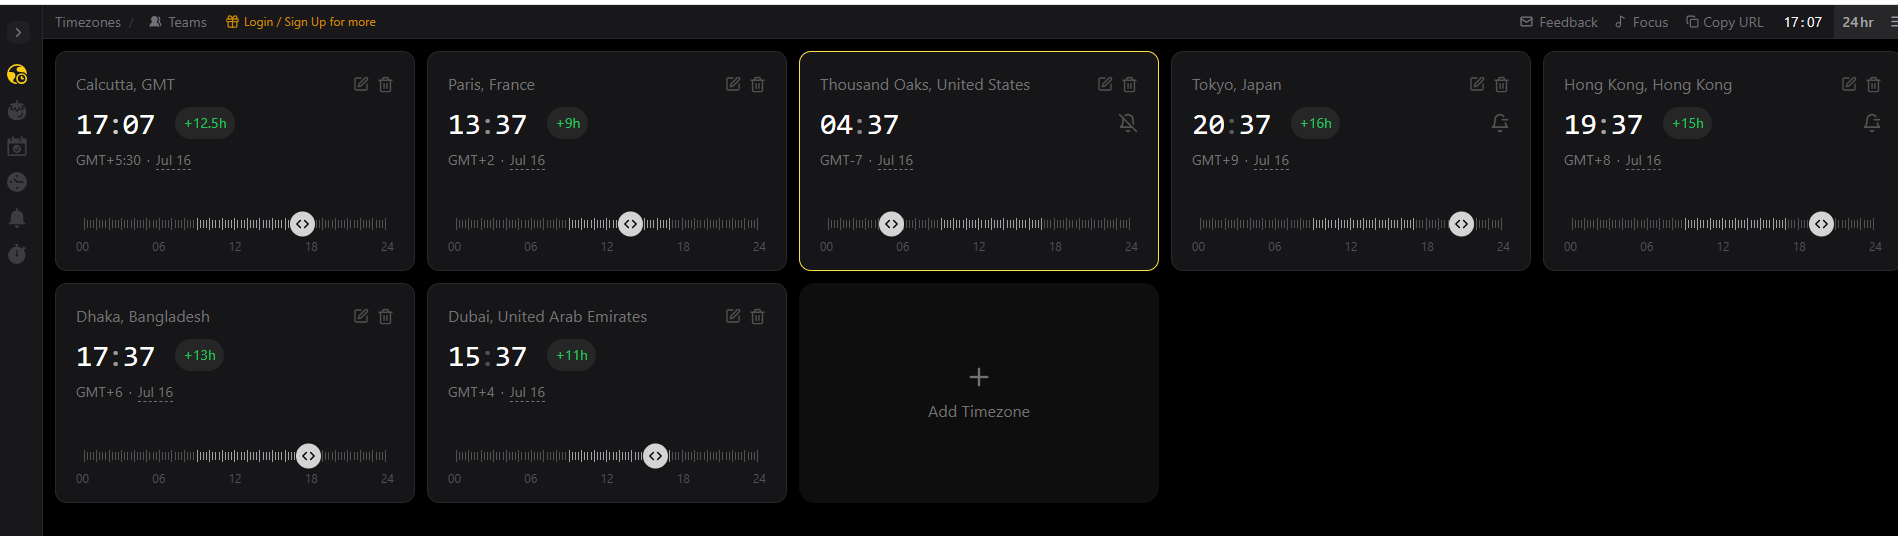 Timezones / Teams Login / Sign Up for more Feedback Focus Copy URL 17:07 24hr
Calcutta, GMT
17:07 +12.5h
GMT+5:30 · Jul 16
00 06 12 18 24
Paris, France
13:37 +9h
GMT+2 · Jul 16
00 06 12 18 24
Thousand Oaks, United States
04:37
GMT-7 · Jul 16
00 06 12 18 24
Tokyo, Japan
20:37 +16h
GMT+9 · Jul 16
00 06 12 18 24
Hong Kong, Hong Kong
19:37 +15h
GMT+8 · Jul 16
00 06 12 18 24
Dhaka, Bangladesh
17:37 +13h
GMT+6 · Jul 16
00 06 12 18 24
Dubai, United Arab Emirates
15:37 +11h
GMT+4 · Jul 16
00 06 12 18 24
Add Timezone